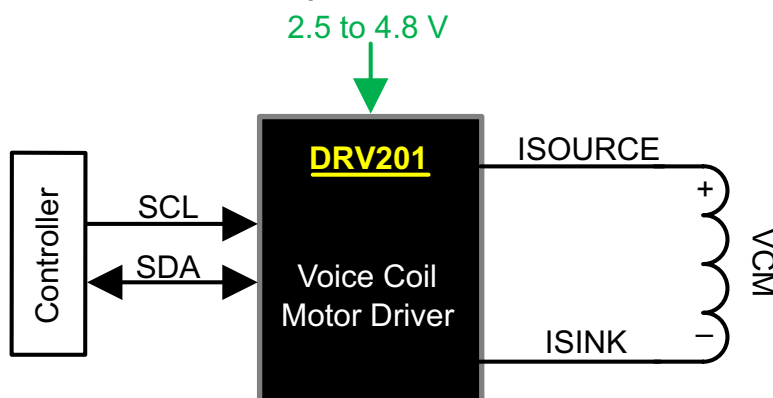 2.5 to 4.8 V
DRV201
ISOURCE
Controller
SCL
SDA
+
VCM
Voice Coil
Motor Driver
ISINK
–